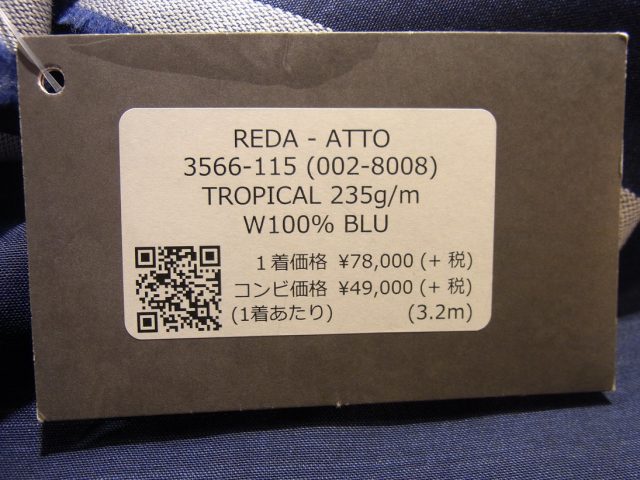 REDA - ATTO
3566-115 (002-8008)
TROPICAL 235g/m
W100% BLU
1着価格 ¥78,000 (+ 税)
コンビ価格 ¥49,000 (+ 税)
(1着あたり) (3.2m)